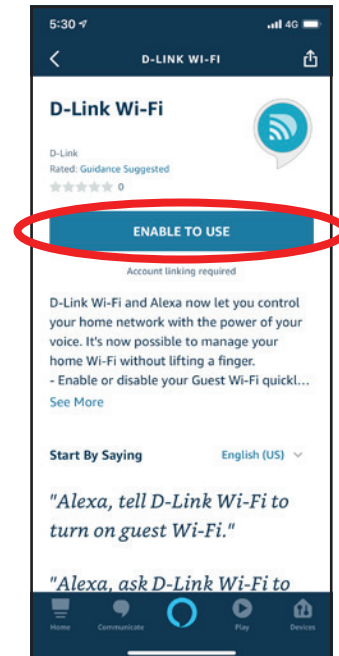 5:30
4G
D-LINK WI-FI
D-Link Wi-Fi
D-Link
Rated: Guidance Suggested
0
ENABLE TO USE
Account linking required
D-Link Wi-Fi and Alexa now let you control
your home network with the power of your
voice. It's now possible to manage your
home Wi-Fi without lifting a finger.
- Enable or disable your Guest Wi-Fi quickl...
See More
Start By Saying
English (US)
"Alexa, tell D-Link Wi-Fi to
turn on guest Wi-Fi."
"Alexa, ask D-Link Wi-Fi to
Home
Communicate
Play
Devices